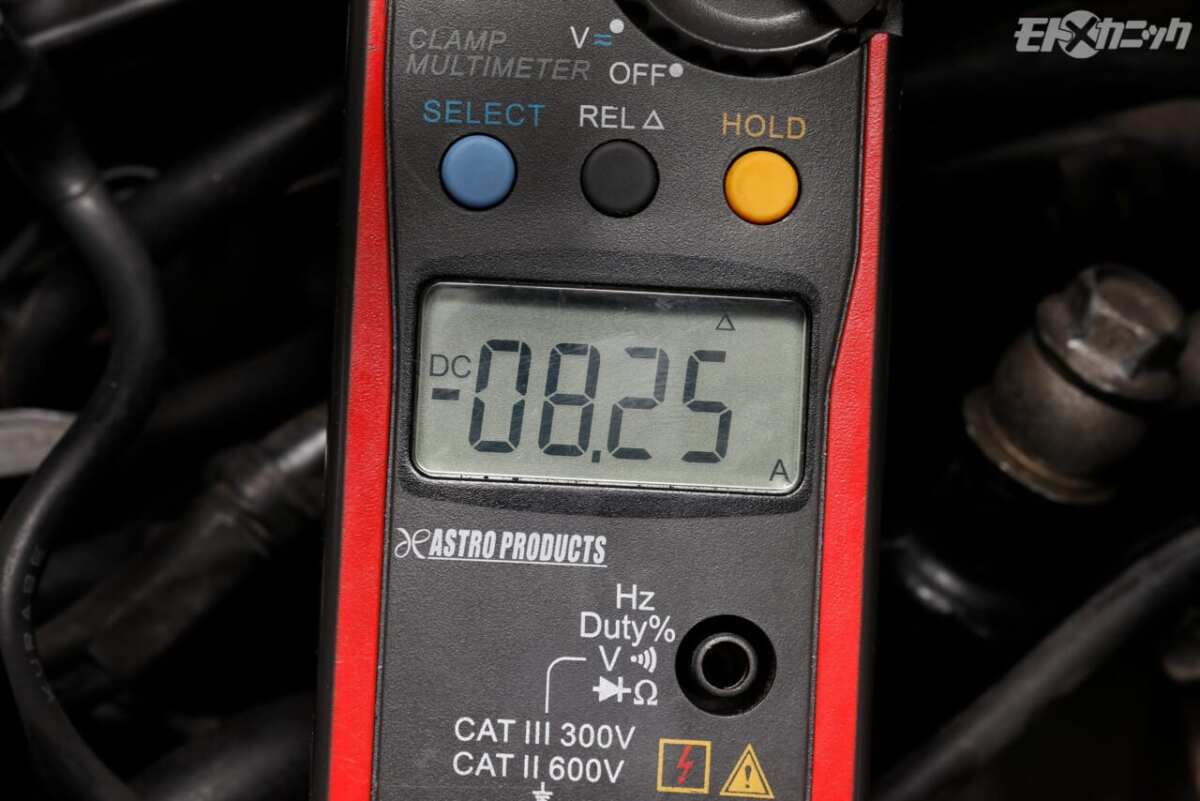 モトメカニック
CLAMP
MULTIMETER
V≂
OFF
SELECT
REL △
HOLD
△
DC
-08.25
A
ASTRO PRODUCTS
Hz
Duty%
V
Ω
CAT III 300V
CAT II 600V
YURADE